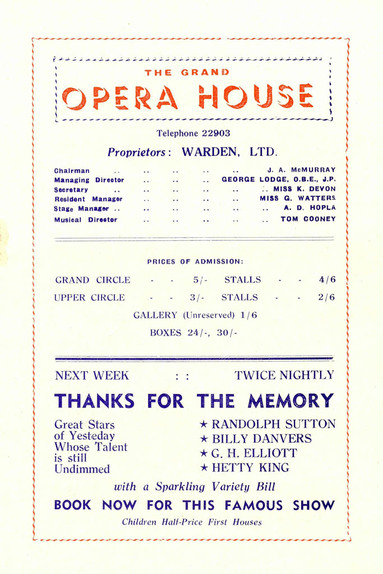 THE GRAND
OPERA HOUSE
Telephone 22903
Proprietors: WARDEN, LTD.
Chairman .. .. .. .. .. J. A. McMURRAY
Managing Director .. .. .. GEORGE LODGE, O.B.E., J.P.
Secretary .. .. .. .. .. .. MISS K. DEVON
Resident Manager .. .. .. .. MISS G. WATTERS
Stage Manager .. .. .. .. .. .. A. D. HOPLA
Musical Director .. .. .. .. .. TOM COONEY
PRICES OF ADMISSION:
GRAND CIRCLE - - 5/- STALLS - - 4/6
UPPER CIRCLE - - 3/- STALLS - - 2/6
GALLERY (Unreserved) 1/6
BOXES 24/-, 30/-
NEXT WEEK : : TWICE NIGHTLY
THANKS FOR THE MEMORY
Great Stars
of Yesteday
Whose Talent
is still
Undimmed
★ RANDOLPH SUTTON
★ BILLY DANVERS
★ G. H. ELLIOTT
★ HETTY KING
with a Sparkling Variety Bill
BOOK NOW FOR THIS FAMOUS SHOW
Children Half-Price First Houses